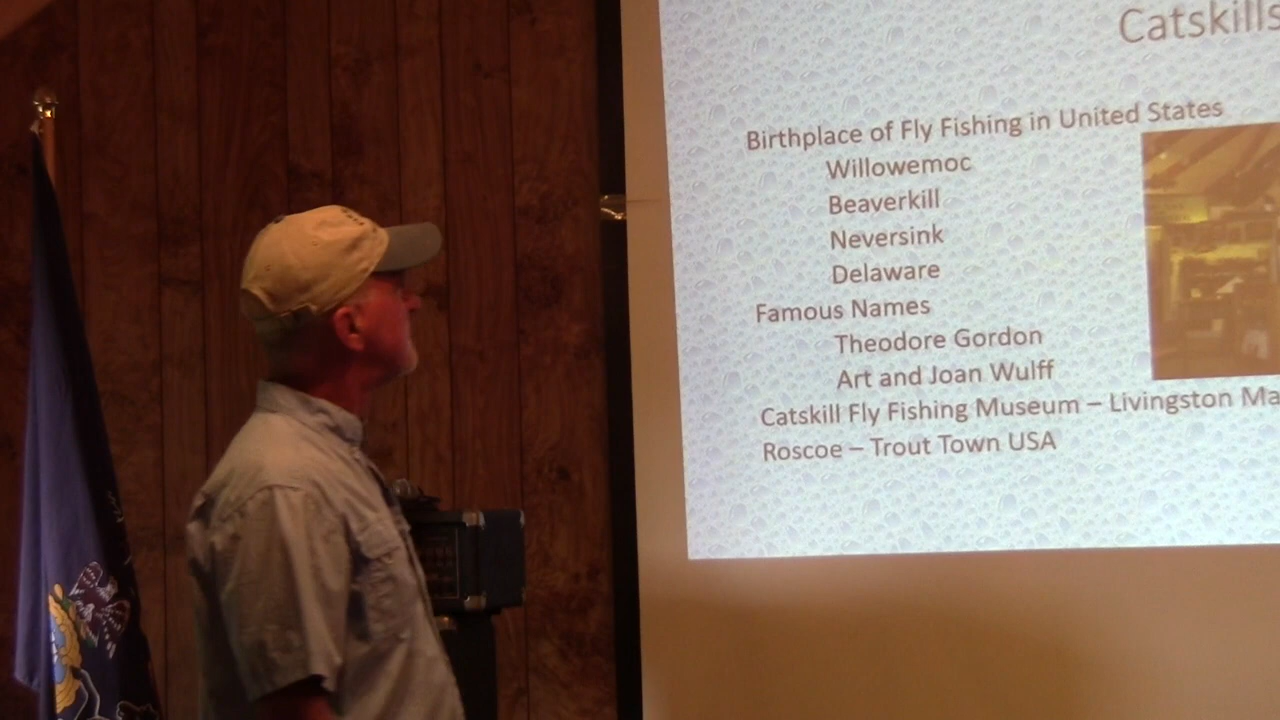 Catskills
Birthplace of Fly Fishing in United States
Willowemoc
Beaverkill
Neversink
Delaware
Famous Names
Theodore Gordon
Art and Joan Wulff
Catskill Fly Fishing Museum – Livingston Ma
Roscoe – Trout Town USA